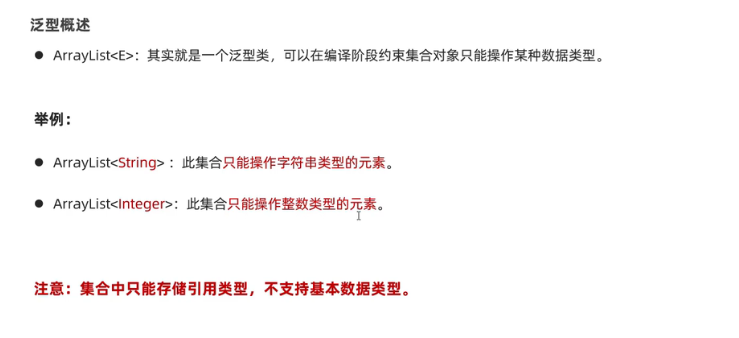 泛型概述
● ArrayList<E>：其实就是一个泛型类，可以在编译阶段约束集合对象只能操作某种数据类型。
举例：
● ArrayList<String> ：此集合只能操作字符串类型的元素。
● ArrayList<Integer>：此集合只能操作整数类型的元素。
注意：集合中只能存储引用类型，不支持基本数据类型。